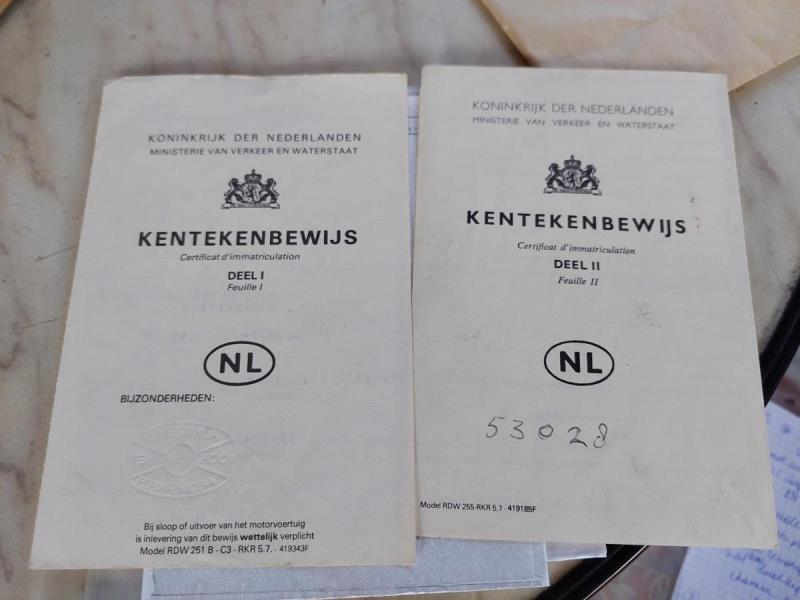 KONINKRIJK DER NEDERLANDEN
MINISTERIE VAN VERKEER EN WATERSTAAT
KENTEKENBEWIJS
Certificat d'immatriculation
DEEL I
Feuille I
NL
BIJZONDERHEDEN:
Bij sloop of uitvoer van het motorvoertuig
is inlevering van dit bewijs wettelijk verplicht
Model RDW 251 B - C3 - RKR 5.7. - 419343F
KONINKRIJK DER NEDERLANDEN
MINISTERIE VAN VERKEER EN WATERSTAAT
KENTEKENBEWIJS
Certificat d'immatriculation
DEEL II
Feuille II
NL
53028
Model RDW 255-RKR 5.7 - 419185F